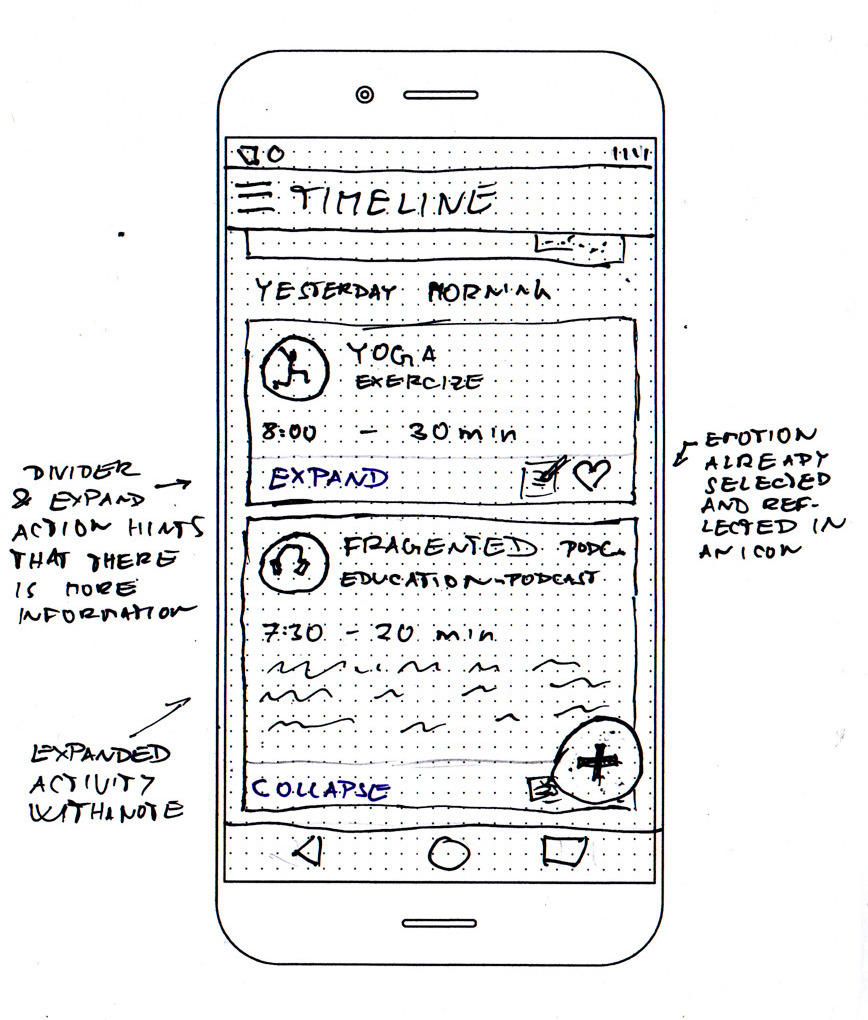 TIMELINE
YESTERDAY MORNING
YOGA
EXERCIZE
8:00 - 30 min
EXPAND
FRAGENTED PODC
EDUCATION-PODCAST
7:30 - 20 min
COLLAPSE
DIVIDER
& EXPAND
ACTION HINTS
THAT THERE
IS MORE
INFORMATION
EXPANDED
ACTIVITY
WITH A NOTE
EMOTION
ALREADY
SELECTED
AND REF-
LECTED IN
AN ICON